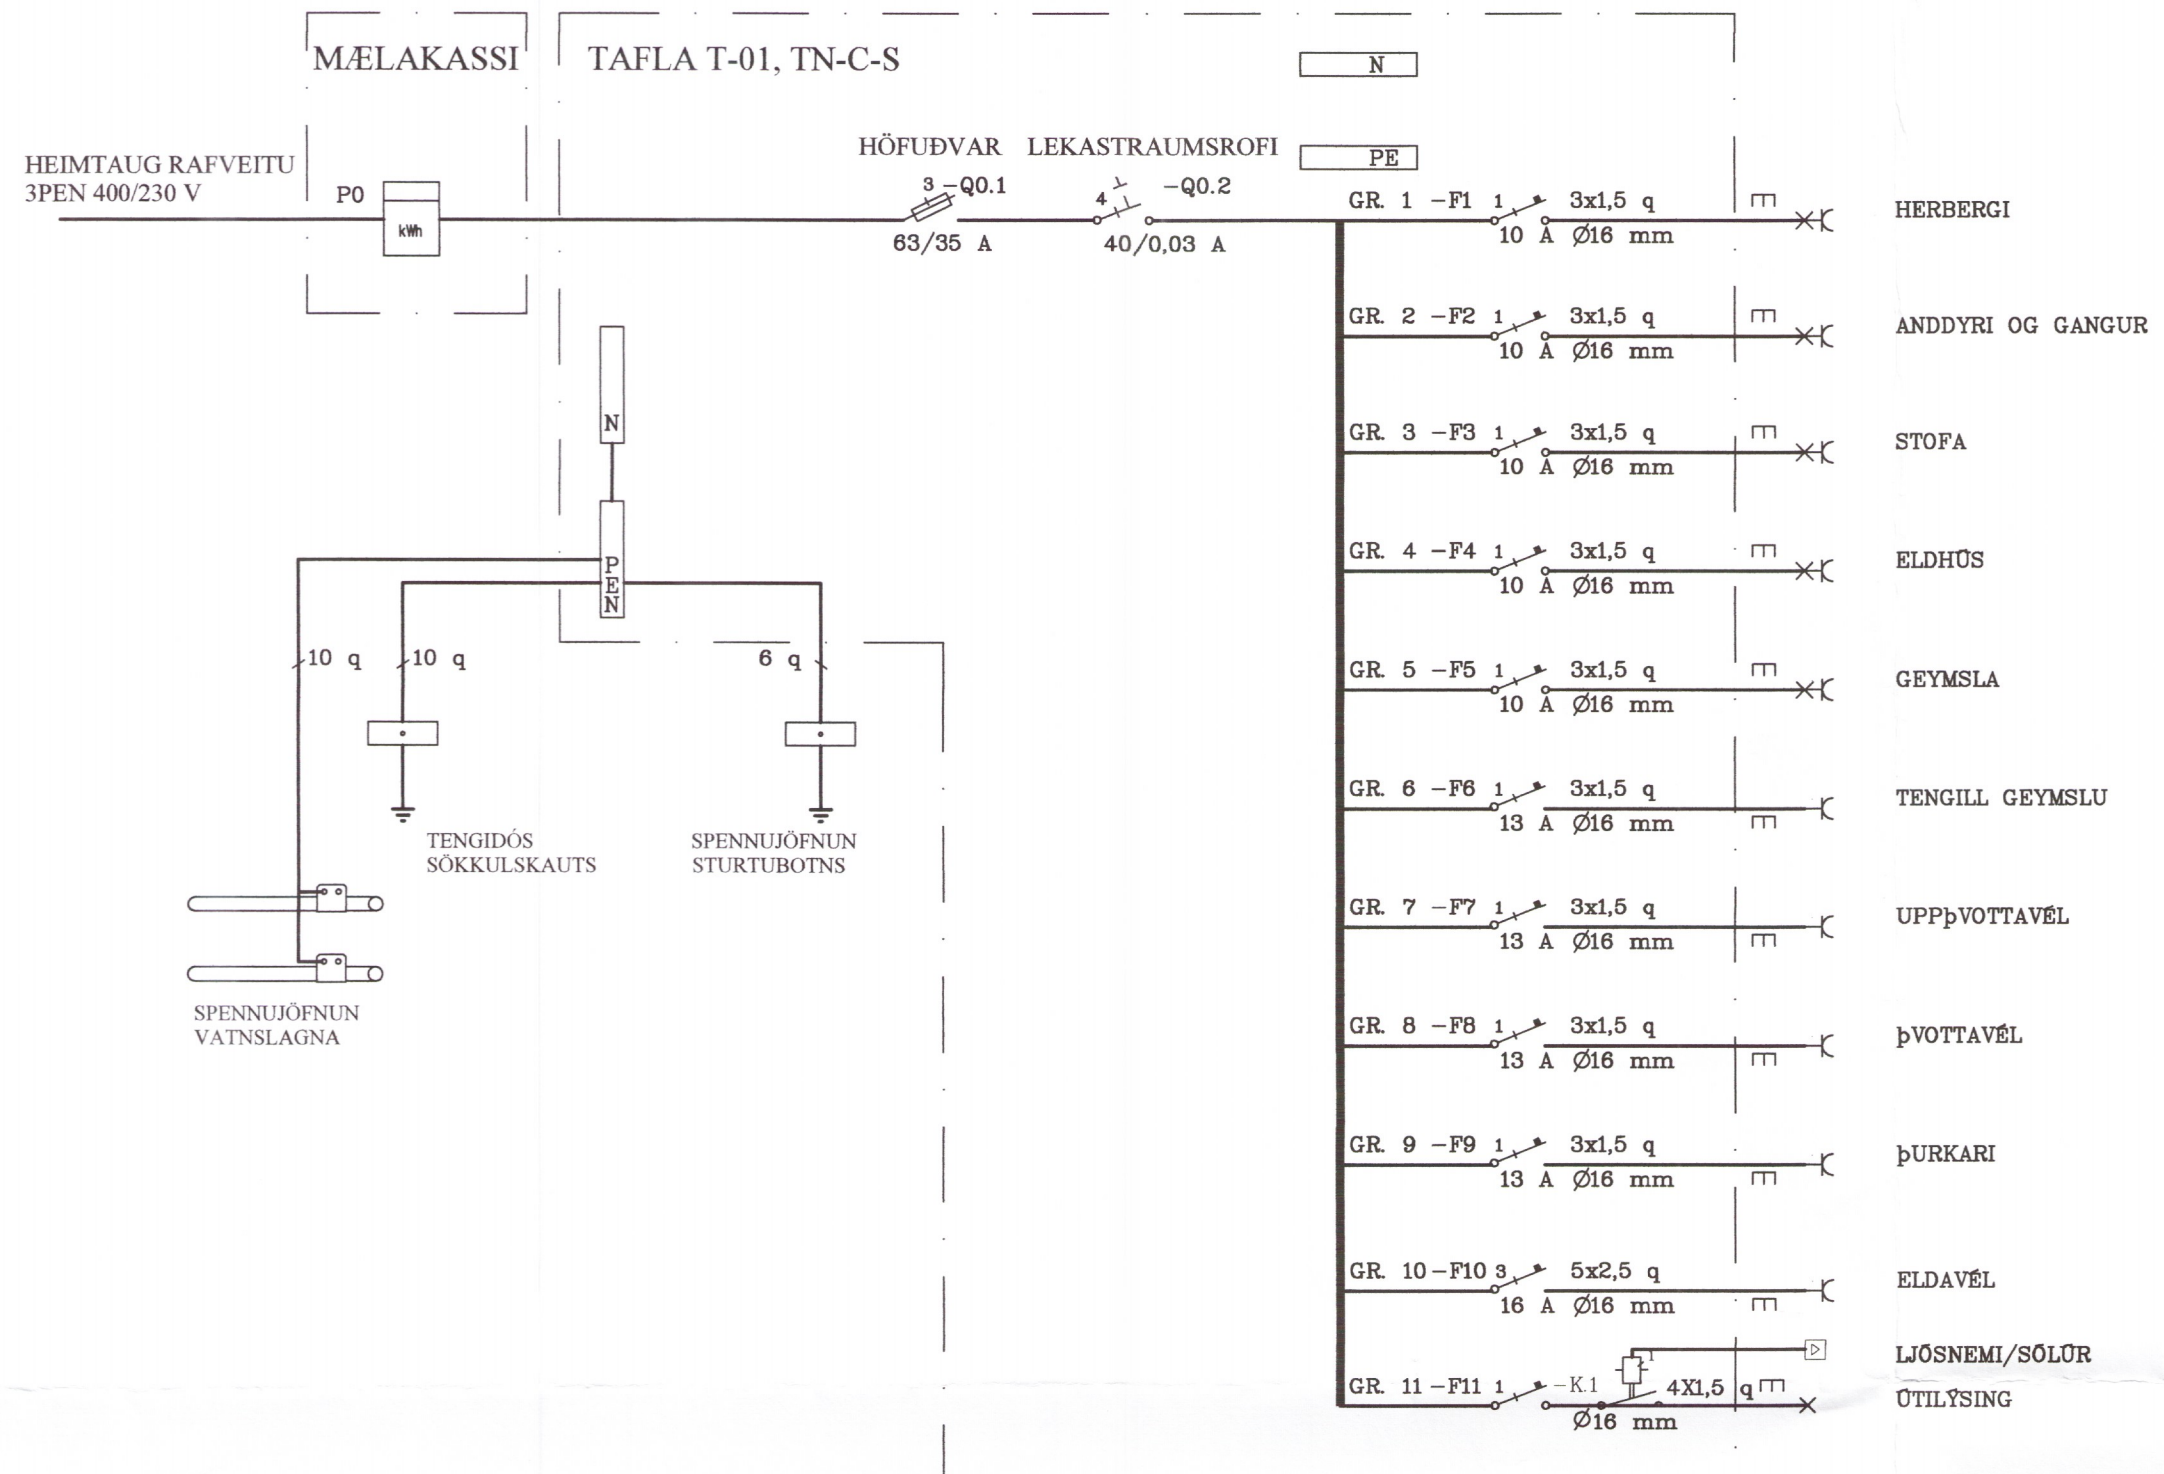 MÆLAKASSI
TAFLA T-01, TN-C-S
N
HÖFUÐVAR
LEKASTRAUMSROFI
PE
HEIMTAUG RAFVEITU
3PEN 400/230 V
P0
kWh
3 -Q0.1
63/35 A
4 -Q0.2
40/0,03 A
GR. 1 -F1 1 3x1,5 q
10 A Ø16 mm
HERBERGI
GR. 2 -F2 1 3x1,5 q
10 A Ø16 mm
ANDDYRI OG GANGUR
GR. 3 -F3 1 3x1,5 q
10 A Ø16 mm
STOFA
GR. 4 -F4 1 3x1,5 q
10 A Ø16 mm
ELDHÚS
GR. 5 -F5 1 3x1,5 q
10 A Ø16 mm
GEYMSLA
GR. 6 -F6 1 3x1,5 q
13 A Ø16 mm
TENGILL GEYMSLU
GR. 7 -F7 1 3x1,5 q
13 A Ø16 mm
UPPÞVOTTAVÉL
GR. 8 -F8 1 3x1,5 q
13 A Ø16 mm
ÞVOTTAVÉL
GR. 9 -F9 1 3x1,5 q
13 A Ø16 mm
ÞURKARI
GR. 10 -F10 3 5x2,5 q
16 A Ø16 mm
ELDAVÉL
1
LJÓSNEMI/SÓLÚR
GR. 11 -F11 1 -K.1 4X1,5 q
Ø16 mm
ÚTILÝSING
N
PEN
10 q
10 q
6 q
TENGIDÓS
SÖKKULSKAUTS
SPENNUJÖFNUN
STURTUBOTNS
SPENNUJÖFNUN
VATNSLAGNA